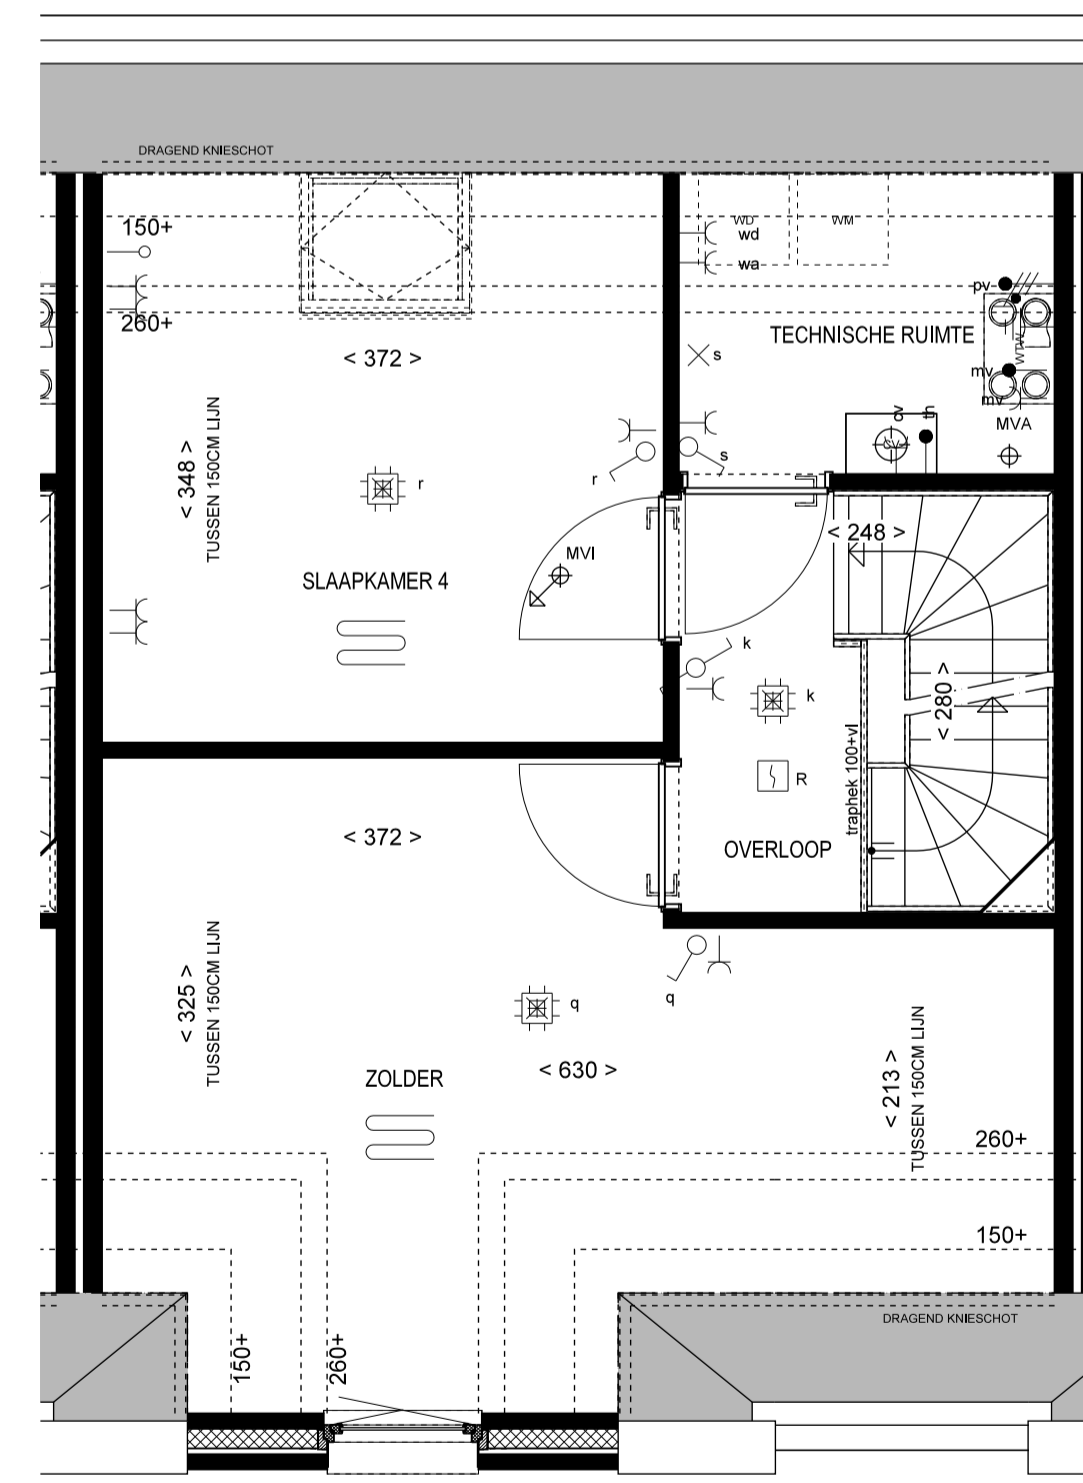 DRAGEND KNIESCHOT
150+
260+
< 372 >
< 348 >
TUSSEN 150CM LIJN
r
r
SLAAPKAMER 4
MVI
WD
WM
wd
wa
pv
TECHNISCHE RUIMTE
WTW
s
mv
mv
MVA
cv
th
s
< 248 >
k
k
< 280 >
R
traphek 100+vl
OVERLOOP
< 372 >
< 325 >
TUSSEN 150CM LIJN
q
q
< 630 >
ZOLDER
< 213 >
TUSSEN 150CM LIJN
260+
150+
DRAGEND KNIESCHOT
150+
260+